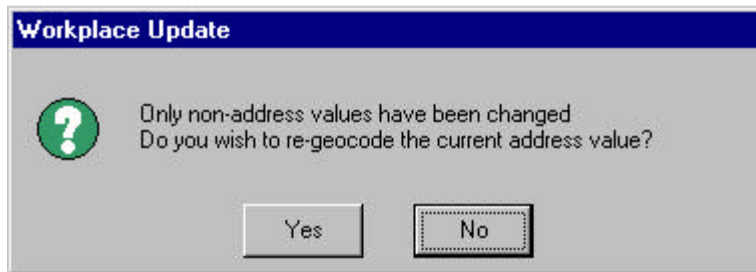 Workplace Update
Only non-address values have been changed
Do you wish to re-geocode the current address value?
Yes No